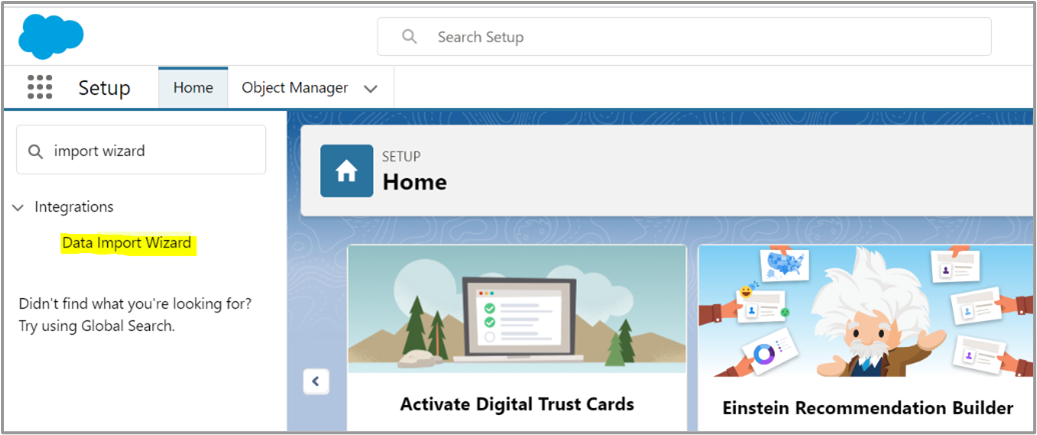 Search Setup
Setup
Home
Object Manager
import wizard
Integrations
Data Import Wizard
Didn't find what you're looking for?
Try using Global Search.
SETUP
Home
Activate Digital Trust Cards
Einstein Recommendation Builder